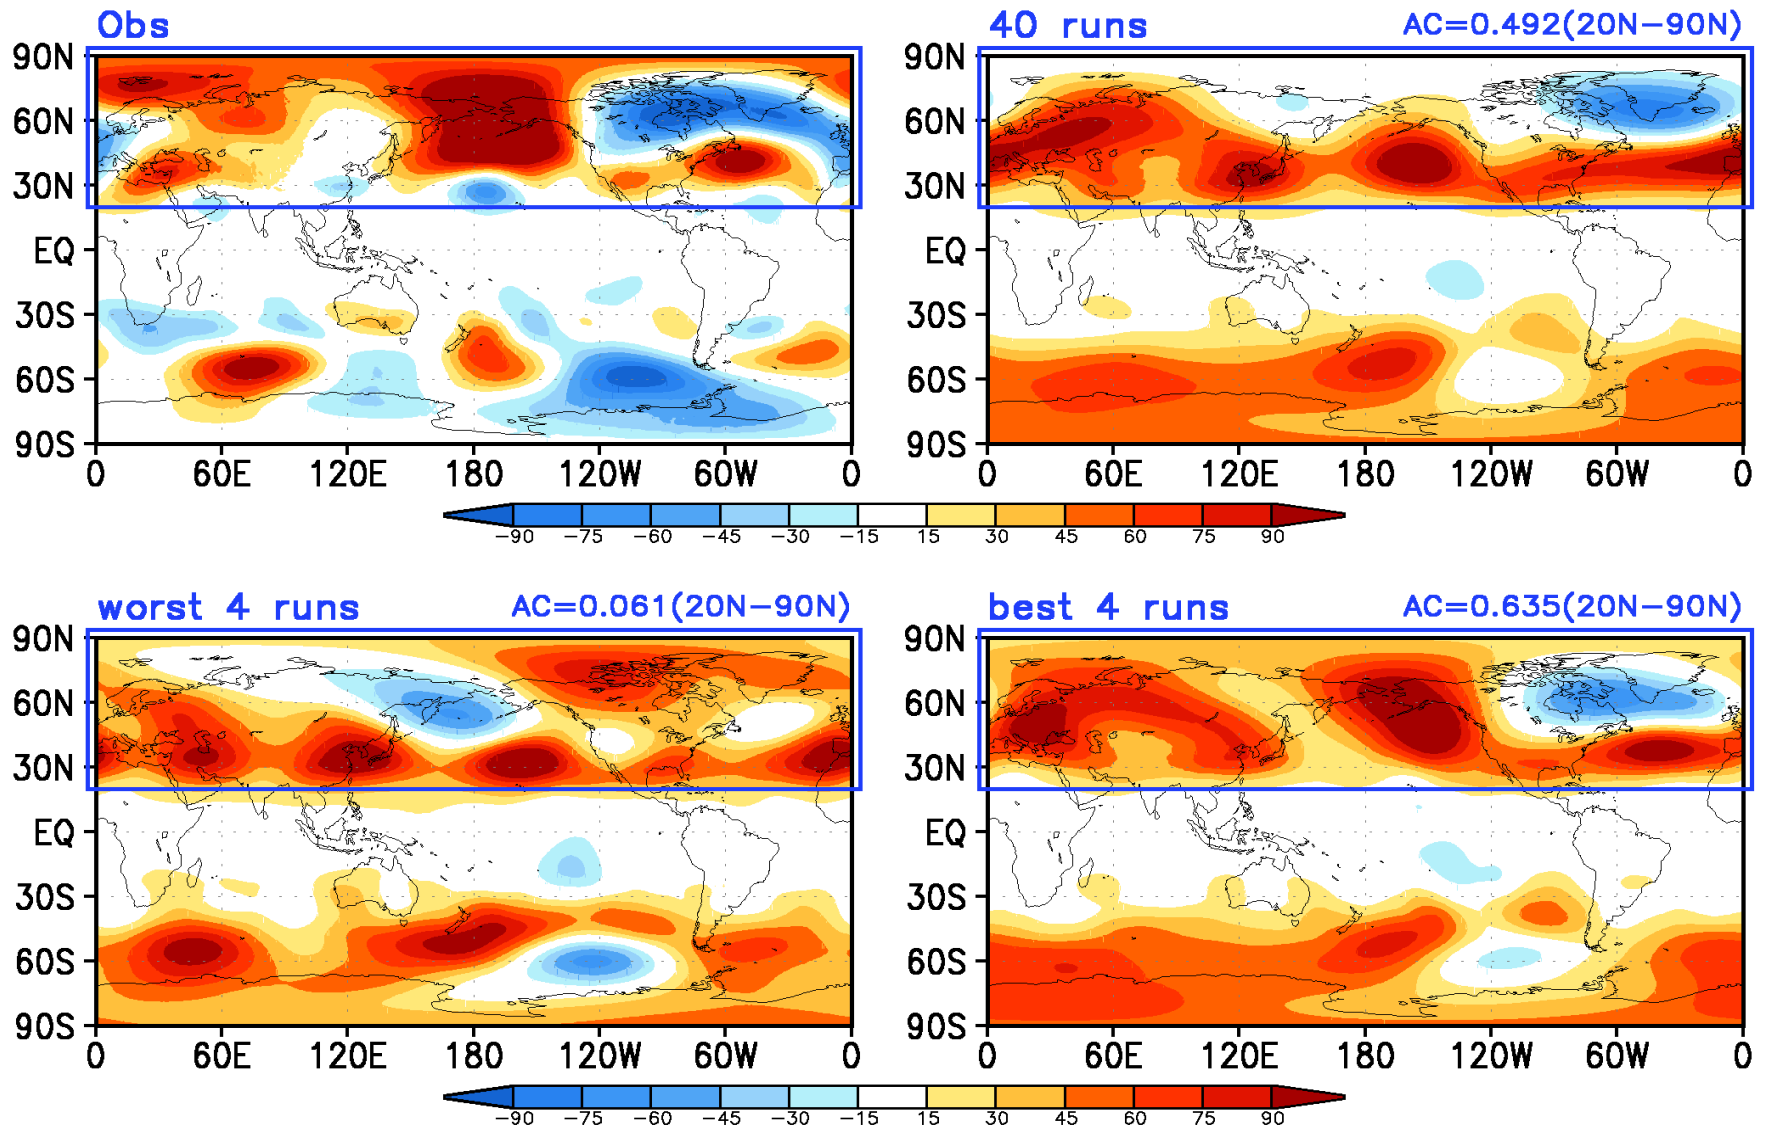 Obs
40 runs AC=0.492(20N−90N)
90N 90N
60N 60N
30N 30N
EQ EQ
30S 30S
60S 60S
90S 90S
0 60E 120E 180 120W 60W 0 0 60E 120E 180 120W 60W 0
−90 −75 −60 −45 −30 −15 15 30 45 60 75 90
worst 4 runs AC=0.061(20N−90N) best 4 runs AC=0.635(20N−90N)
90N 90N
60N 60N
30N 30N
EQ EQ
30S 30S
60S 60S
90S 90S
0 60E 120E 180 120W 60W 0 0 60E 120E 180 120W 60W 0
−90 −75 −60 −45 −30 −15 15 30 45 60 75 90